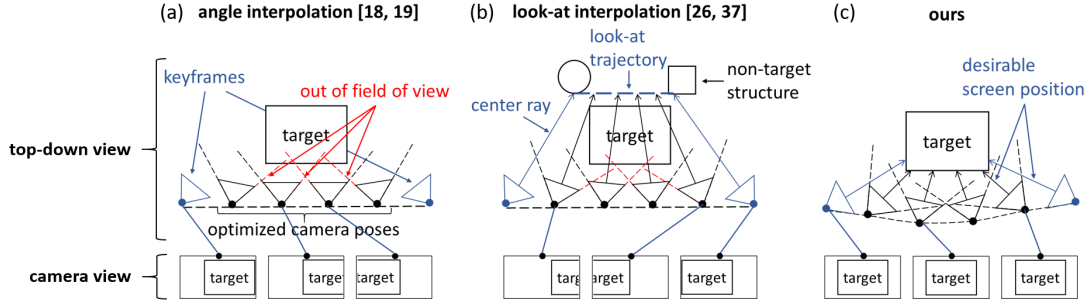 (a) angle interpolation [18, 19]
keyframes
out of field of view
target
top-down view
optimized camera poses
camera view
target
target
target
(b) look-at interpolation [26, 37]
look-at
trajectory
center ray
non-target
structure
target
target
target
target
(c) ours
desirable
screen position
target
target
target
target